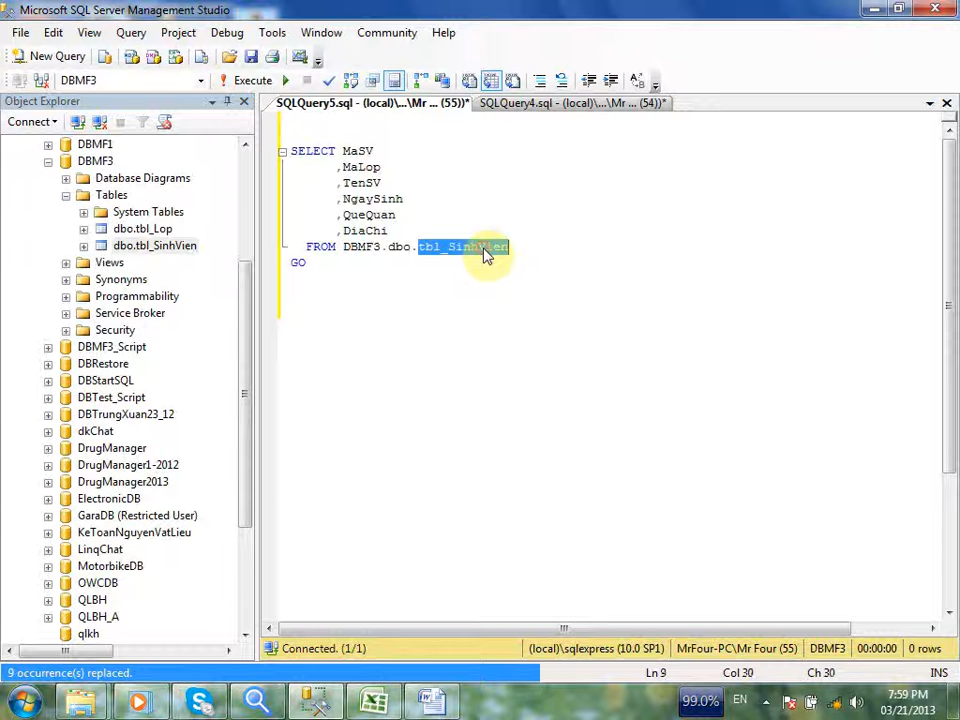 Microsoft SQL Server Management Studio
File Edit View Query Project Debug Tools Window Community Help
New Query
DBMF3 Execute
Object Explorer
SQLQuery5.sql - (local)\...\Mr ... (55))* SQLQuery4.sql - (local)\...\Mr ... (54))*
Connect
DBMF1
DBMF3
Database Diagrams
Tables
System Tables
dbo.tbl_Lop
dbo.tbl_SinhVien
Views
Synonyms
Programmability
Service Broker
Security
DBMF3_Script
DBRestore
DBStartSQL
DBTest_Script
DBTrungXuan23_12
dkChat
DrugManager
DrugManager1-2012
DrugManager2013
ElectronicDB
GaraDB (Restricted User)
KeToanNguyenVatLieu
LinqChat
MotorbikeDB
OWCDB
QLBH
QLBH_A
qlkh
SELECT MaSV
,MaLop
,TenSV
,NgaySinh
,QueQuan
,DiaChi
FROM DBMF3.dbo.tbl_SinhVien
GO
Connected. (1/1) (local)\sqlexpress (10.0 SP1) MrFour-PC\Mr Four (55) DBMF3 00:00:00 0 rows
9 occurrence(s) replaced. Ln 9 Col 30 Ch 30 INS
99.0% EN 7:59 PM
03/21/2013